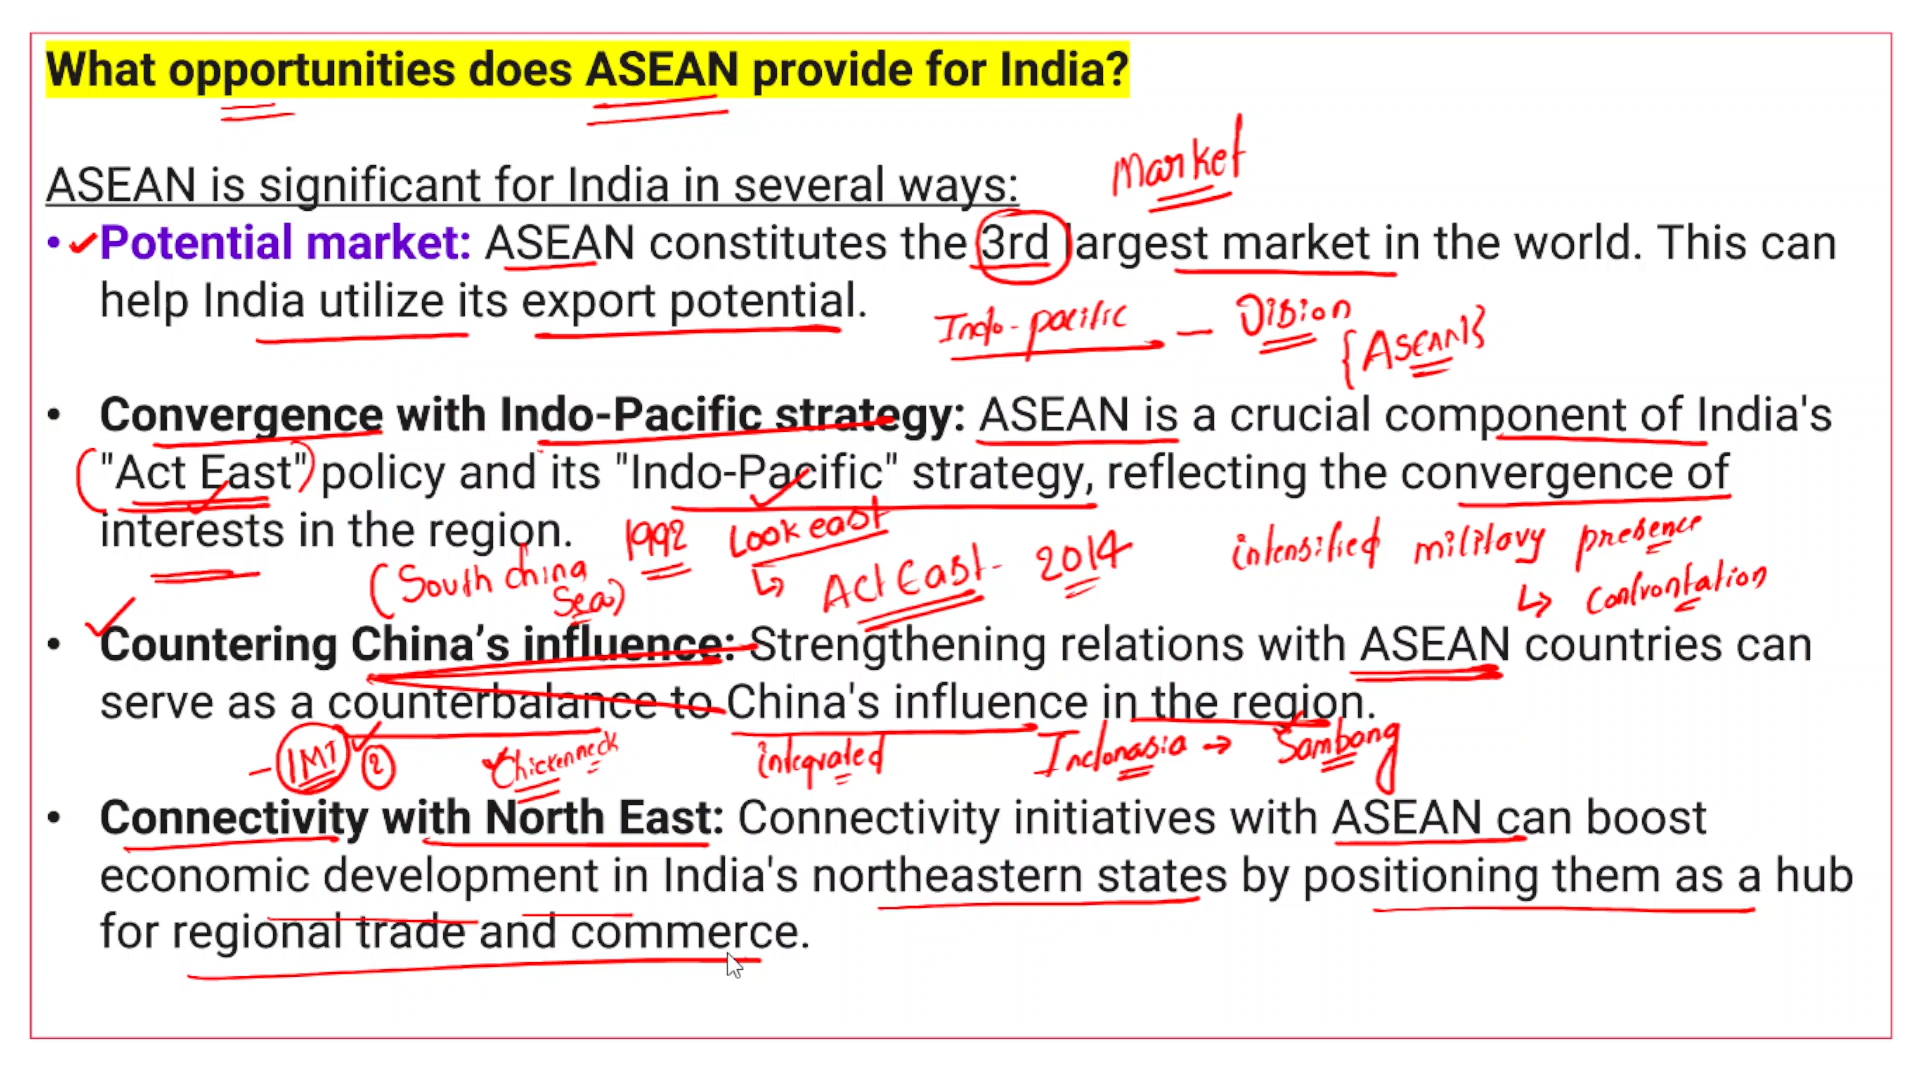 What opportunities does ASEAN provide for India?
Market
ASEAN is significant for India in several ways:
• Potential market: ASEAN constitutes the 3rd largest market in the world. This can
help India utilize its export potential.
Indo-pacific – Vision
{ASEAN}
• Convergence with Indo-Pacific strategy: ASEAN is a crucial component of India's
"Act East" policy and its "Indo-Pacific" strategy, reflecting the convergence of
interests in the region.
1992 Look east
↳ Act East - 2014
intensified military presence
↳ Confrontation
(South china
Sea)
• Countering China’s influence: Strengthening relations with ASEAN countries can
serve as a counterbalance to China's influence in the region.
- IMT 2 Chickenneck integrated Indonasia → Sambang
• Connectivity with North East: Connectivity initiatives with ASEAN can boost
economic development in India's northeastern states by positioning them as a hub
for regional trade and commerce.